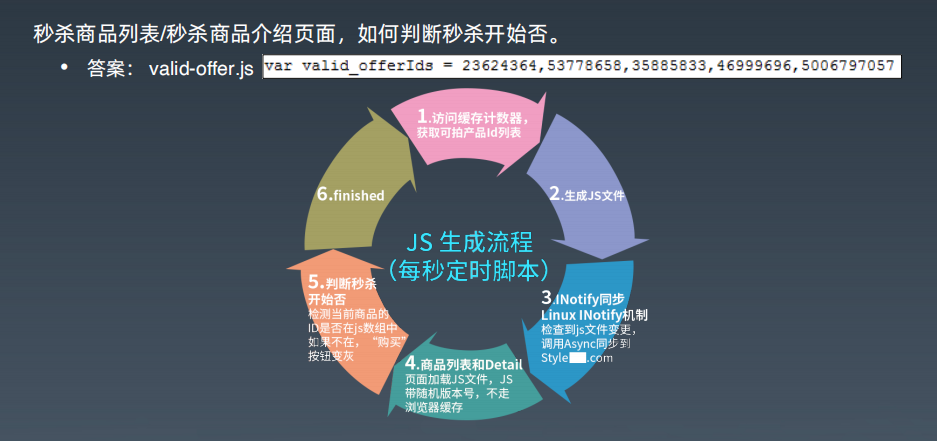 秒杀商品列表/秒杀商品介绍页面，如何判断秒杀开始否。
• 答案： valid-offer.js var valid_offerIds = 23624364,53778658,35885833,46999696,5006797057
1.访问缓存计数器，
获取可拍产品Id列表
2.生成JS文件
6.finished
JS 生成流程
（每秒定时脚本）
3.INotify同步
Linux INotify机制
检查到js文件变更，
调用Async同步到
Style .com
5.判断秒杀
开始否
检测当前商品的
ID是否在js数组中
如果不在，“购买”
按钮变灰
4.商品列表和Detail
页面加载JS文件，JS
带随机版本号，不走
浏览器缓存